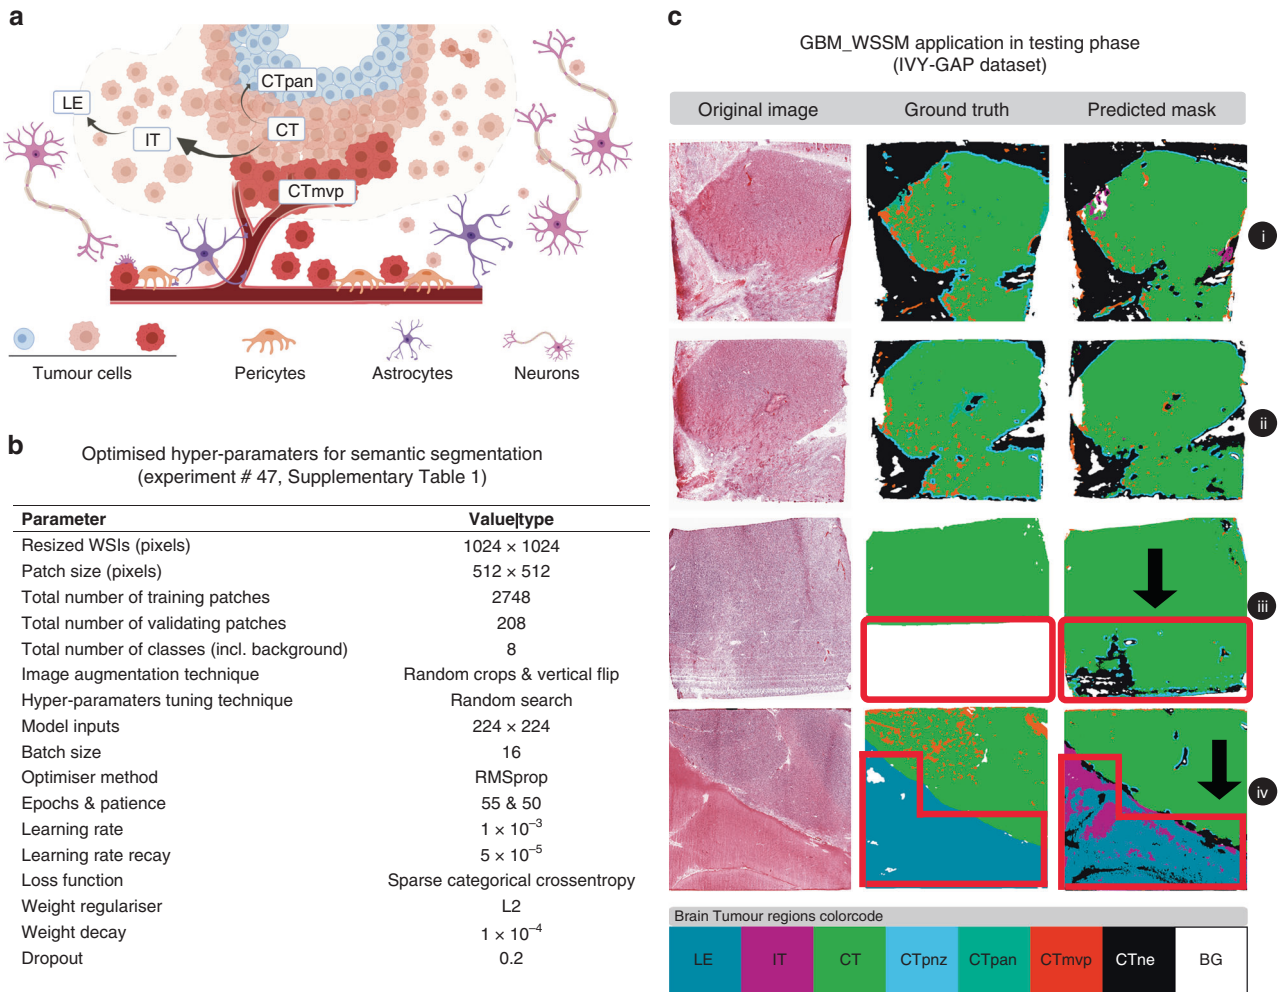 a
CTpan
LE
CT
IT
CTmvp
Tumour cells
Pericytes
Astrocytes
Neurons
b
Optimised hyper-paramaters for semantic segmentation
(experiment # 47, Supplementary Table 1)
Parameter Value|type
Resized WSIs (pixels) 1024 × 1024
Patch size (pixels) 512 × 512
Total number of training patches 2748
Total number of validating patches 208
Total number of classes (incl. background) 8
Image augmentation technique Random crops & vertical flip
Hyper-paramaters tuning technique Random search
Model inputs 224 × 224
Batch size 16
Optimiser method RMSprop
Epochs & patience 55 & 50
Learning rate 1 × 10⁻³
Learning rate recay 5 × 10⁻⁵
Loss function Sparse categorical crossentropy
Weight regulariser L2
Weight decay 1 × 10⁻⁴
Dropout 0.2
c
GBM_WSSM application in testing phase
(IVY-GAP dataset)
Original image Ground truth Predicted mask
i
ii
iii
iv
Brain Tumour regions colorcode
LE IT CT CTpnz CTpan CTmvp CTne BG